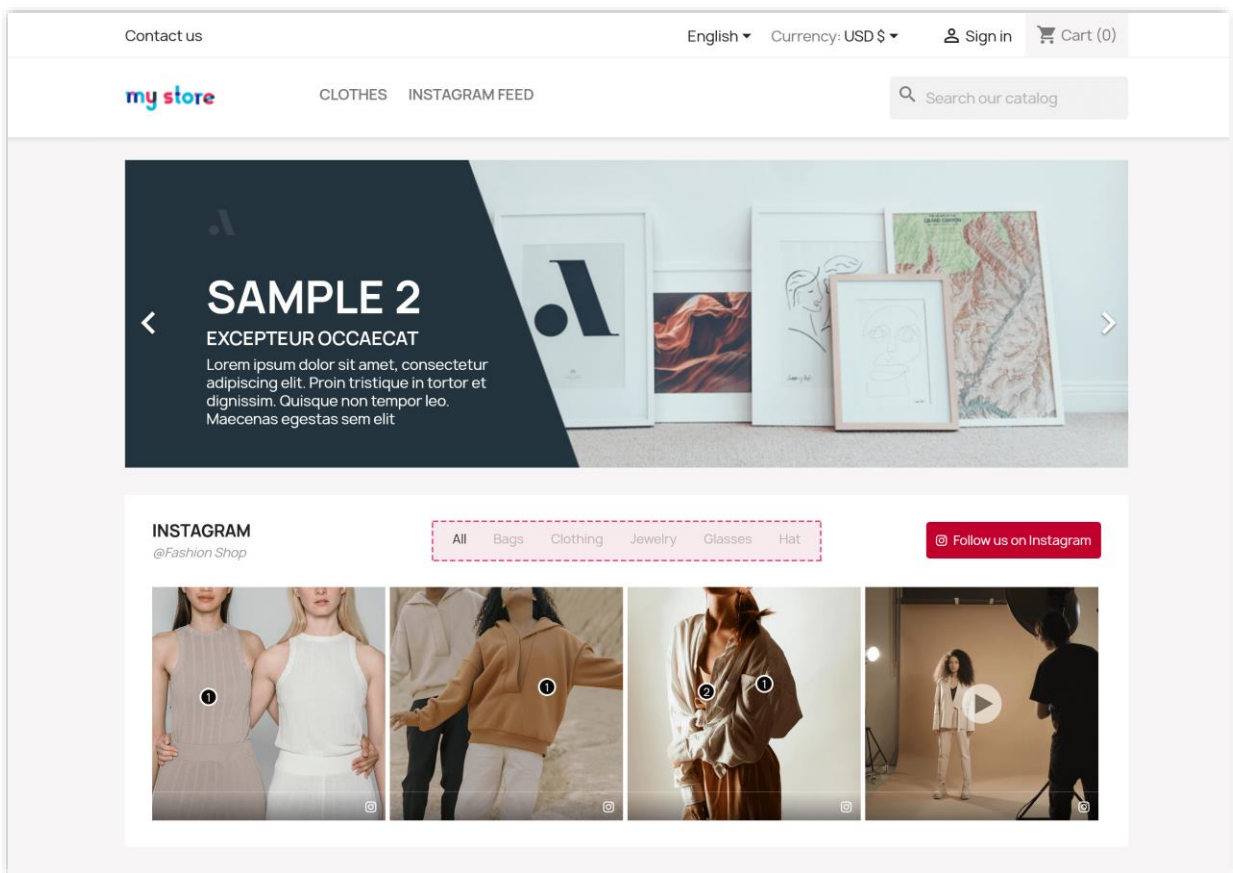 Contact us
English
Currency: USD $
Sign in
Cart (0)
my store
CLOTHES
INSTAGRAM FEED
Search our catalog
SAMPLE 2
EXCEPTEUR OCCAECAT
Lorem ipsum dolor sit amet, consectetur
adipiscing elit. Proin tristique in tortor et
dignissim. Quisque non tempor leo.
Maecenas egestas sem elit
INSTAGRAM
@Fashion Shop
All Bags Clothing Jewelry Glasses Hat
Follow us on Instagram
1
1
2
1